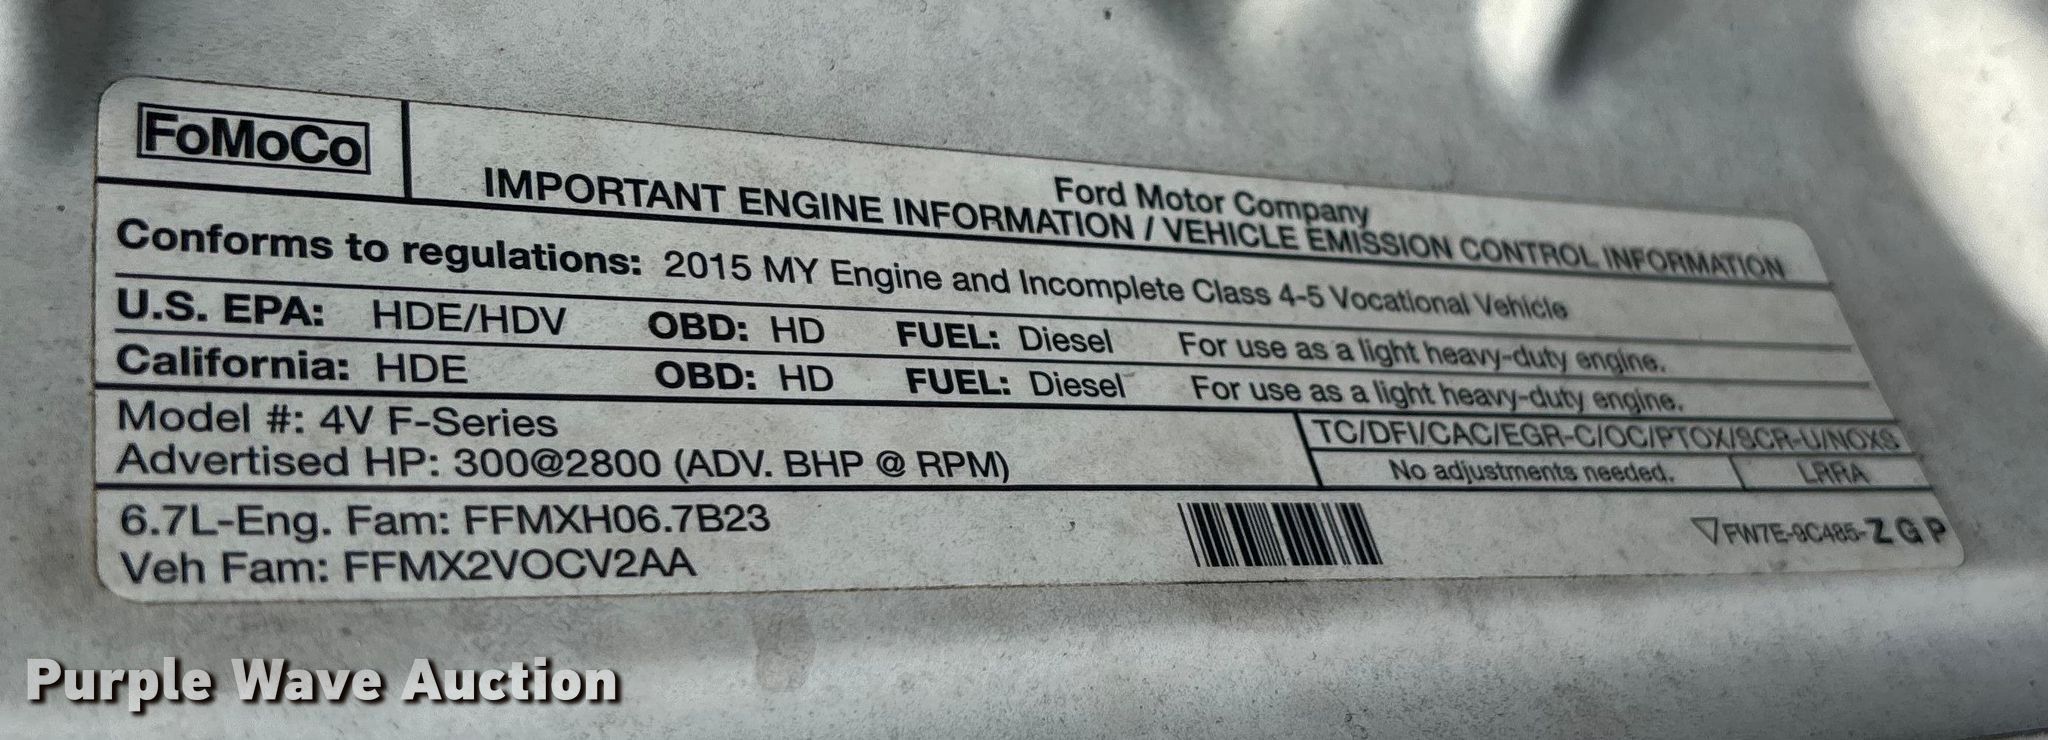 FoMoCo
Ford Motor Company
IMPORTANT ENGINE INFORMATION / VEHICLE EMISSION CONTROL INFORMATION
Conforms to regulations: 2015 MY Engine and Incomplete Class 4-5 Vocational Vehicle
U.S. EPA: HDE/HDV OBD: HD FUEL: Diesel For use as a light heavy-duty engine.
California: HDE OBD: HD FUEL: Diesel For use as a light heavy-duty engine.
Model #: 4V F-Series
Advertised HP: 300@2800 (ADV. BHP @ RPM)
TC/DFI/CAC/EGR-C/OC/PTOX/SCR-U/NOXS
No adjustments needed. LRRA
6.7L-Eng. Fam: FFMXH06.7B23
Veh Fam: FFMX2VOCV2AA
FW7E-9C485-ZGP
Purple Wave Auction